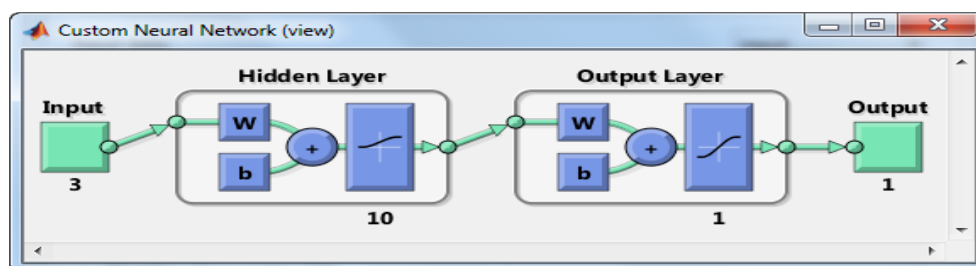 Custom Neural Network (view)
Hidden Layer
Output Layer
Input
Output
W
b
+
W
b
+
3
10
1
1